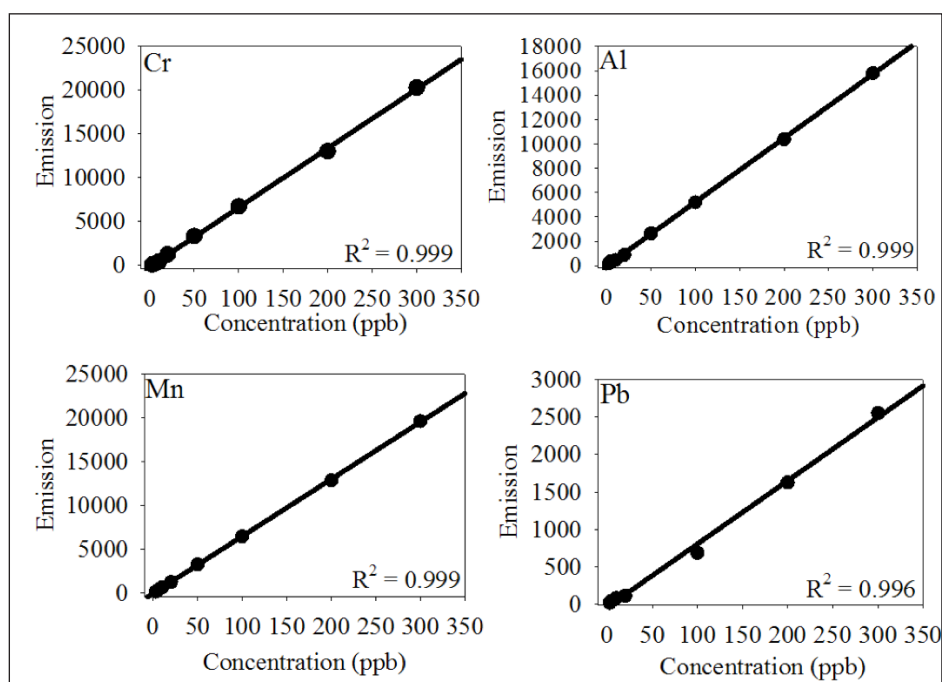 Cr
25000
20000
15000
10000
5000
0
Emission
R² = 0.999
0 50 100 150 200 250 300 350
Concentration (ppb)
Al
18000
16000
14000
12000
10000
8000
6000
4000
2000
0
Emission
R² = 0.999
0 50 100 150 200 250 300 350
Concentration (ppb)
Mn
25000
20000
15000
10000
5000
0
Emission
R² = 0.999
0 50 100 150 200 250 300 350
Concentration (ppb)
Pb
3000
2500
2000
1500
1000
500
0
Emission
R² = 0.996
0 50 100 150 200 250 300 350
Concentration (ppb)